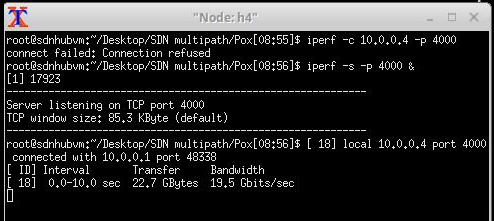 "Node: h4"
root@sdnhubvm:~/Desktop/SDN multipath/Pox[08:55]$ iperf -c 10.0.0.4 -p 4000
connect failed: Connection refused
root@sdnhubvm:~/Desktop/SDN multipath/Pox[08:56]$ iperf -s -p 4000 &
[1] 17923
------------------------------------------------------------
Server listening on TCP port 4000
TCP window size: 85.3 KByte (default)
------------------------------------------------------------
root@sdnhubvm:~/Desktop/SDN multipath/Pox[08:56]$ [ 18] local 10.0.0.4 port 4000
connected with 10.0.0.1 port 48338
[ ID] Interval       Transfer     Bandwidth
[ 18]  0.0-10.0 sec  22.7 GBytes  19.5 Gbits/sec